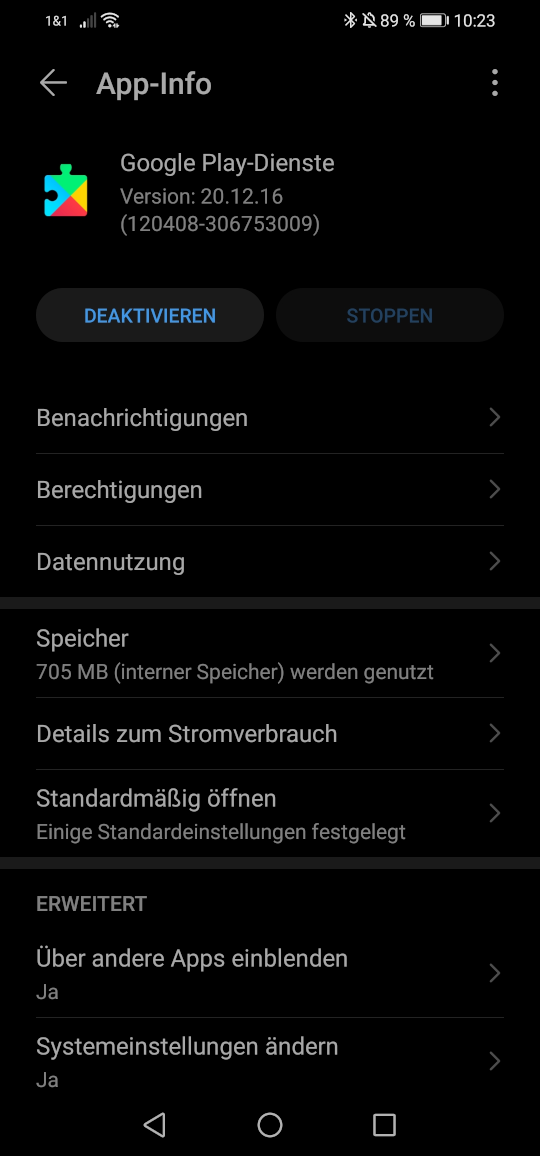 1&1 89 % 10:23
App-Info
Google Play-Dienste
Version: 20.12.16
(120408-306753009)
DEAKTIVIEREN STOPPEN
Benachrichtigungen
Berechtigungen
Datennutzung
Speicher
705 MB (interner Speicher) werden genutzt
Details zum Stromverbrauch
Standardmäßig öffnen
Einige Standardeinstellungen festgelegt
ERWEITERT
Über andere Apps einblenden
Ja
Systemeinstellungen ändern
Ja